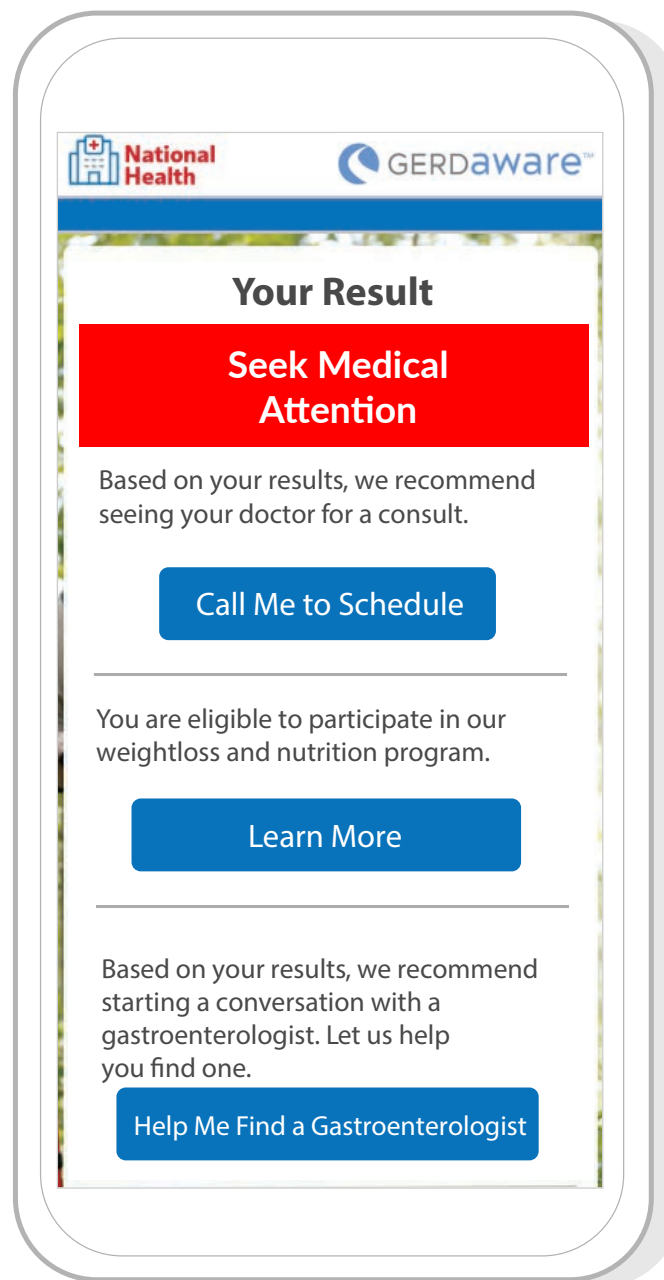 National
Health
GERDaware™
Your Result
Seek Medical
Attention
Based on your results, we recommend
seeing your doctor for a consult.
Call Me to Schedule
You are eligible to participate in our
weightloss and nutrition program.
Learn More
Based on your results, we recommend
starting a conversation with a
gastroenterologist. Let us help
you find one.
Help Me Find a Gastroenterologist